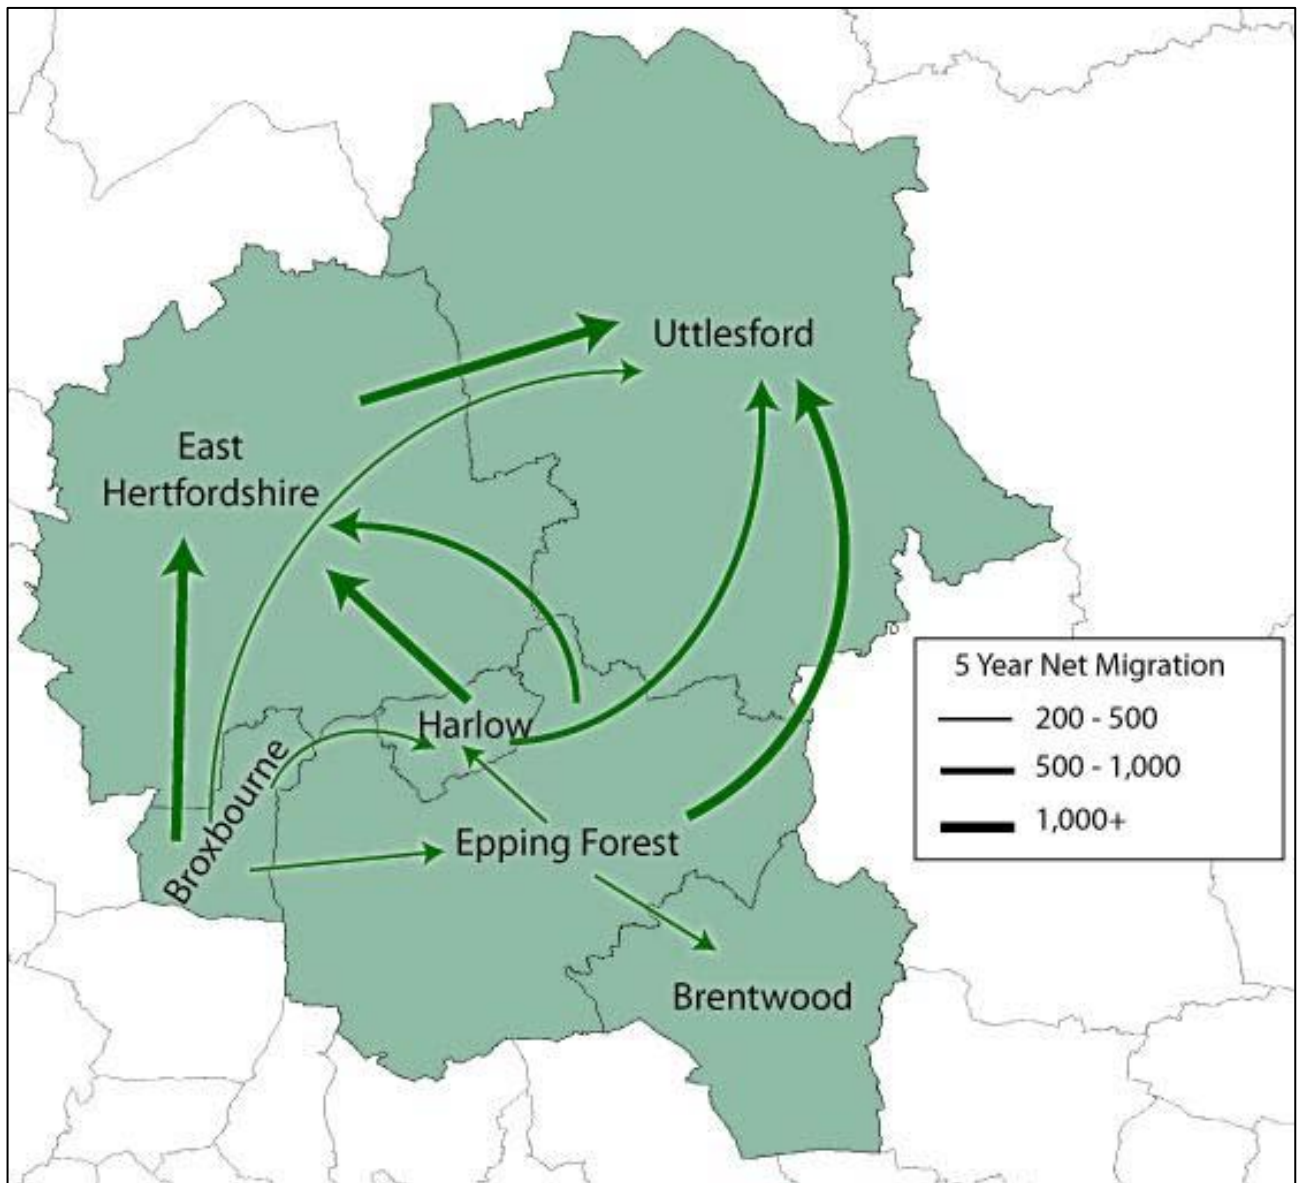 Uttlesford
East
Hertfordshire
Harlow
Broxbourne
Epping Forest
Brentwood
5 Year Net Migration
200 - 500
500 - 1,000
1,000+